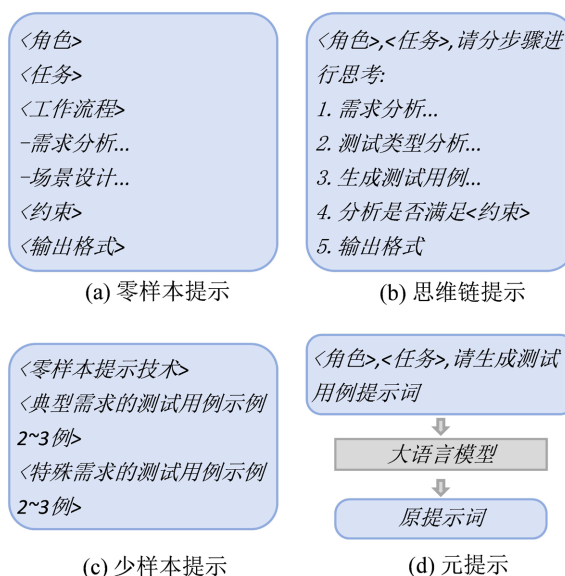 <角色>
<任务>
<工作流程>
-需求分析...
-场景设计...
<约束>
<输出格式>
(a) 零样本提示
<角色>,<任务>,请分步骤进
行思考:
1. 需求分析...
2. 测试类型分析...
3. 生成测试用例...
4. 分析是否满足<约束>
5. 输出格式
(b) 思维链提示
<零样本提示技术>
<典型需求的测试用例示例
2~3例>
<特殊需求的测试用例示例
2~3例>
(c) 少样本提示
<角色>,<任务>,请生成测试
用例提示词
大语言模型
原提示词
(d) 元提示